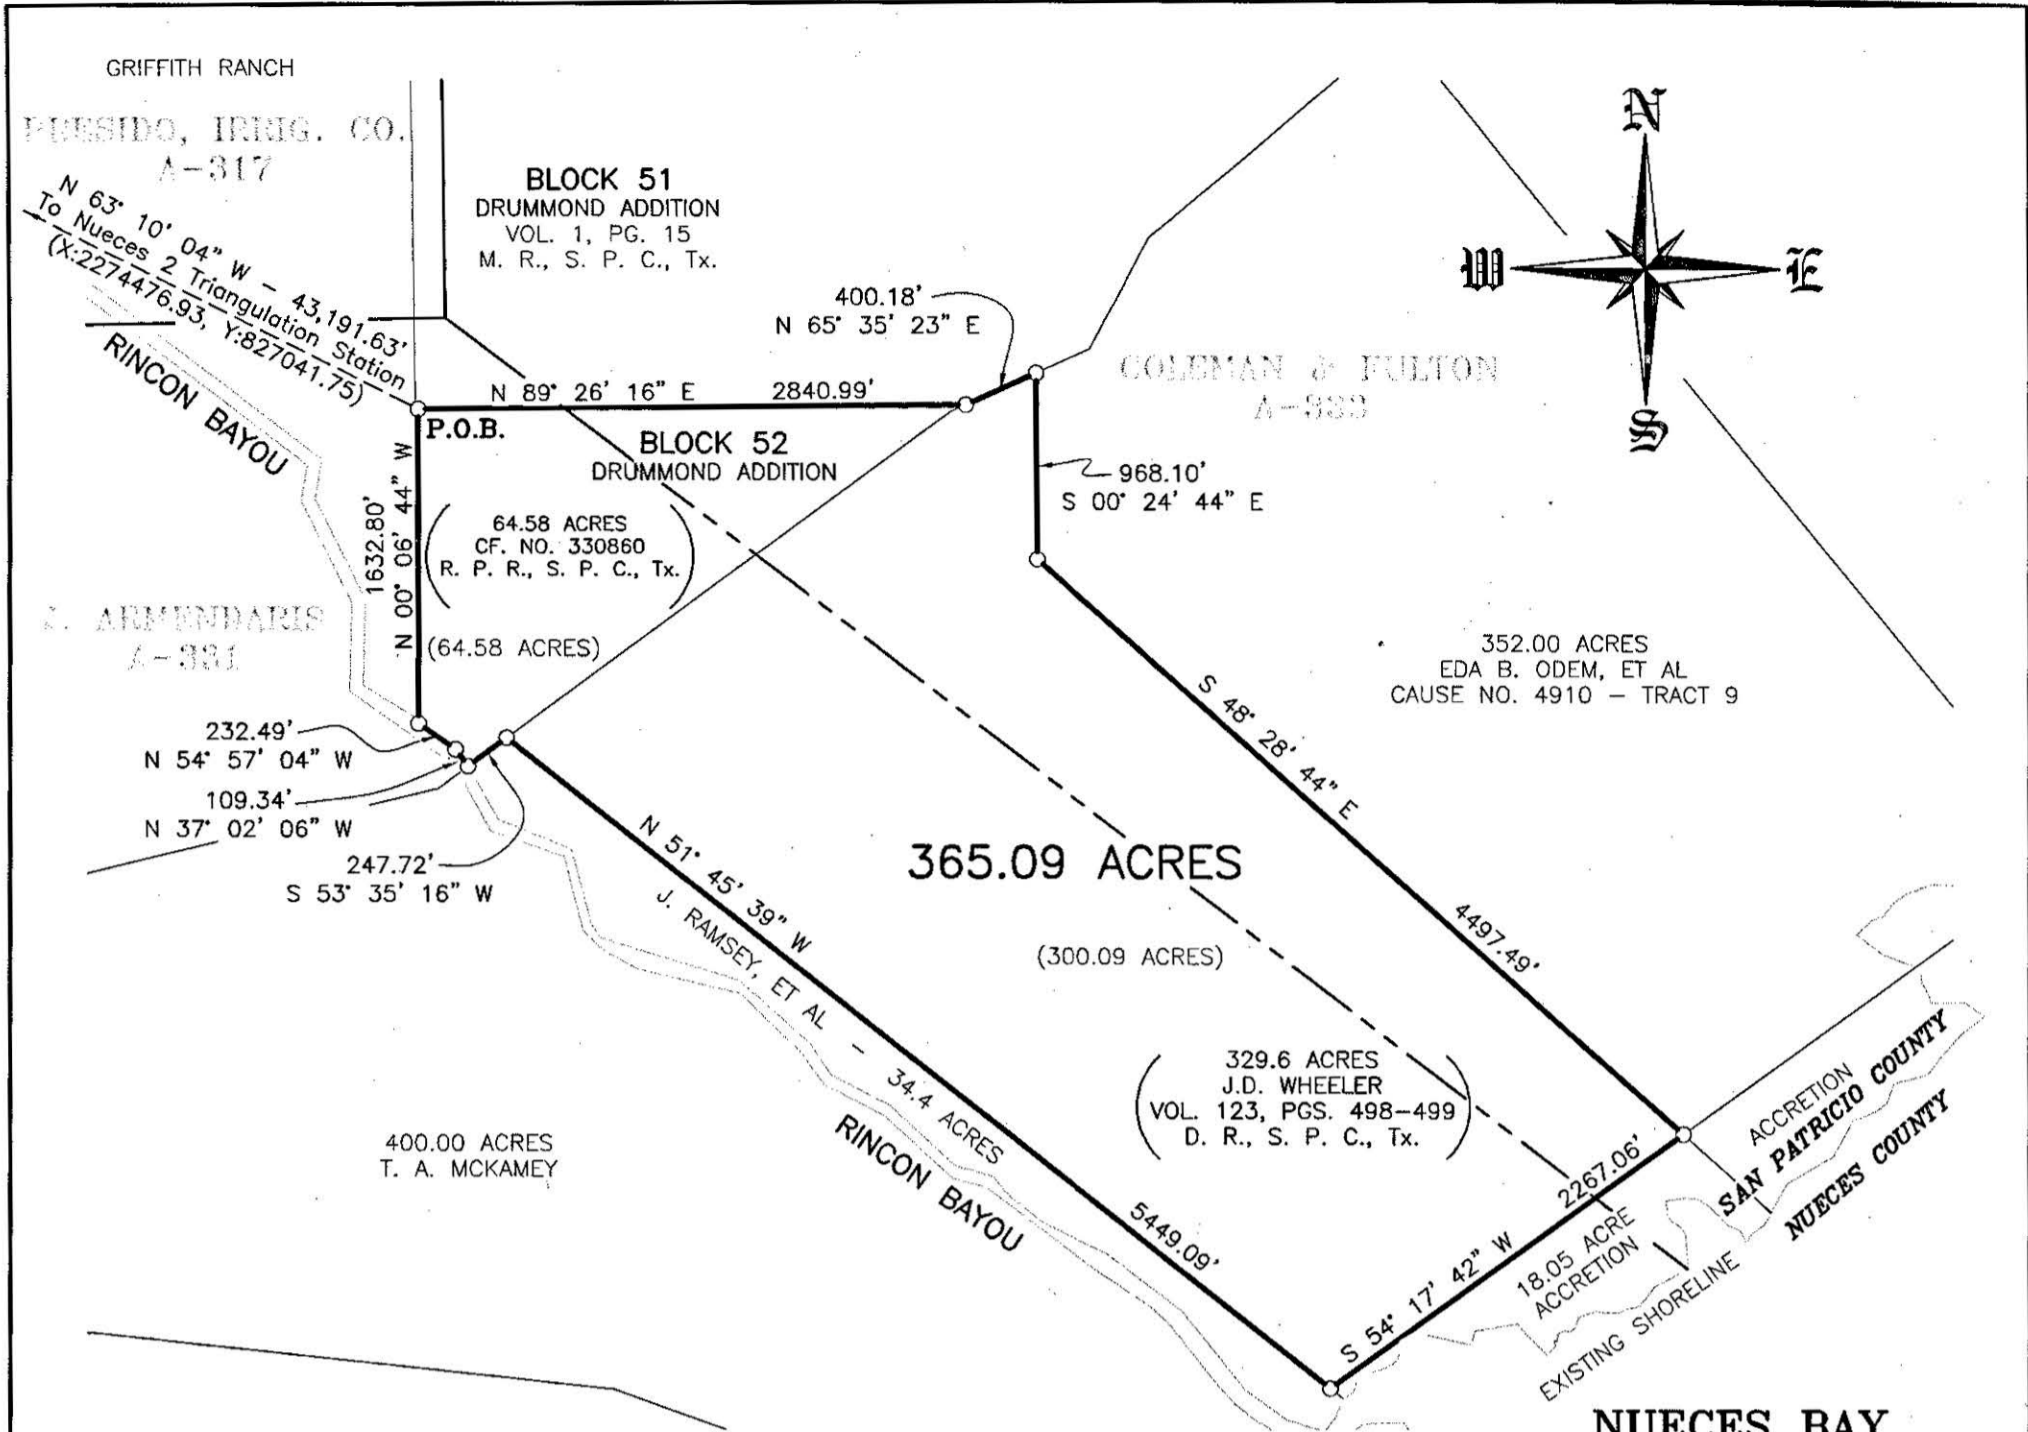 GRIFFITH RANCH
PRESIDO, IRRIG. CO.
A-317
N 63° 10' 04" W - 43,191.63'
To Nueces 2 Triangulation Station
(X:2274476.93, Y:827041.75)
RINCON BAYOU
BLOCK 51
DRUMMOND ADDITION
VOL. 1, PG. 15
M. R., S. P. C., Tx.
N
W
E
S
400.18'
N 65° 35' 23" E
COLEMAN & FULTON
A-333
N 89° 26' 16" E 2840.99'
P.O.B.
BLOCK 52
DRUMMOND ADDITION
968.10'
S 00° 24' 44" E
1632.80'
N 00° 06' 44" W
64.58 ACRES
CF. NO. 330860
R. P. R., S. P. C., Tx.
(64.58 ACRES)
J. ARMENDARIS
A-331
352.00 ACRES
EDA B. ODEM, ET AL
CAUSE NO. 4910 - TRACT 9
S 48° 28' 44" E
4497.49'
232.49'
N 54° 57' 04" W
109.34'
N 37° 02' 06" W
247.72'
S 53° 35' 16" W
N 51° 45' 39" W
5449.09'
J. RAMSEY, ET AL - 34.4 ACRES
365.09 ACRES
(300.09 ACRES)
329.6 ACRES
J.D. WHEELER
VOL. 123, PGS. 498-499
D. R., S. P. C., Tx.
400.00 ACRES
T. A. MCKAMEY
RINCON BAYOU
S 54° 17' 42" W
2267.06'
18.05 ACRE
ACCRETION
ACCRETION
SAN PATRICIO COUNTY
NUECES COUNTY
EXISTING SHORELINE
NUECES BAY